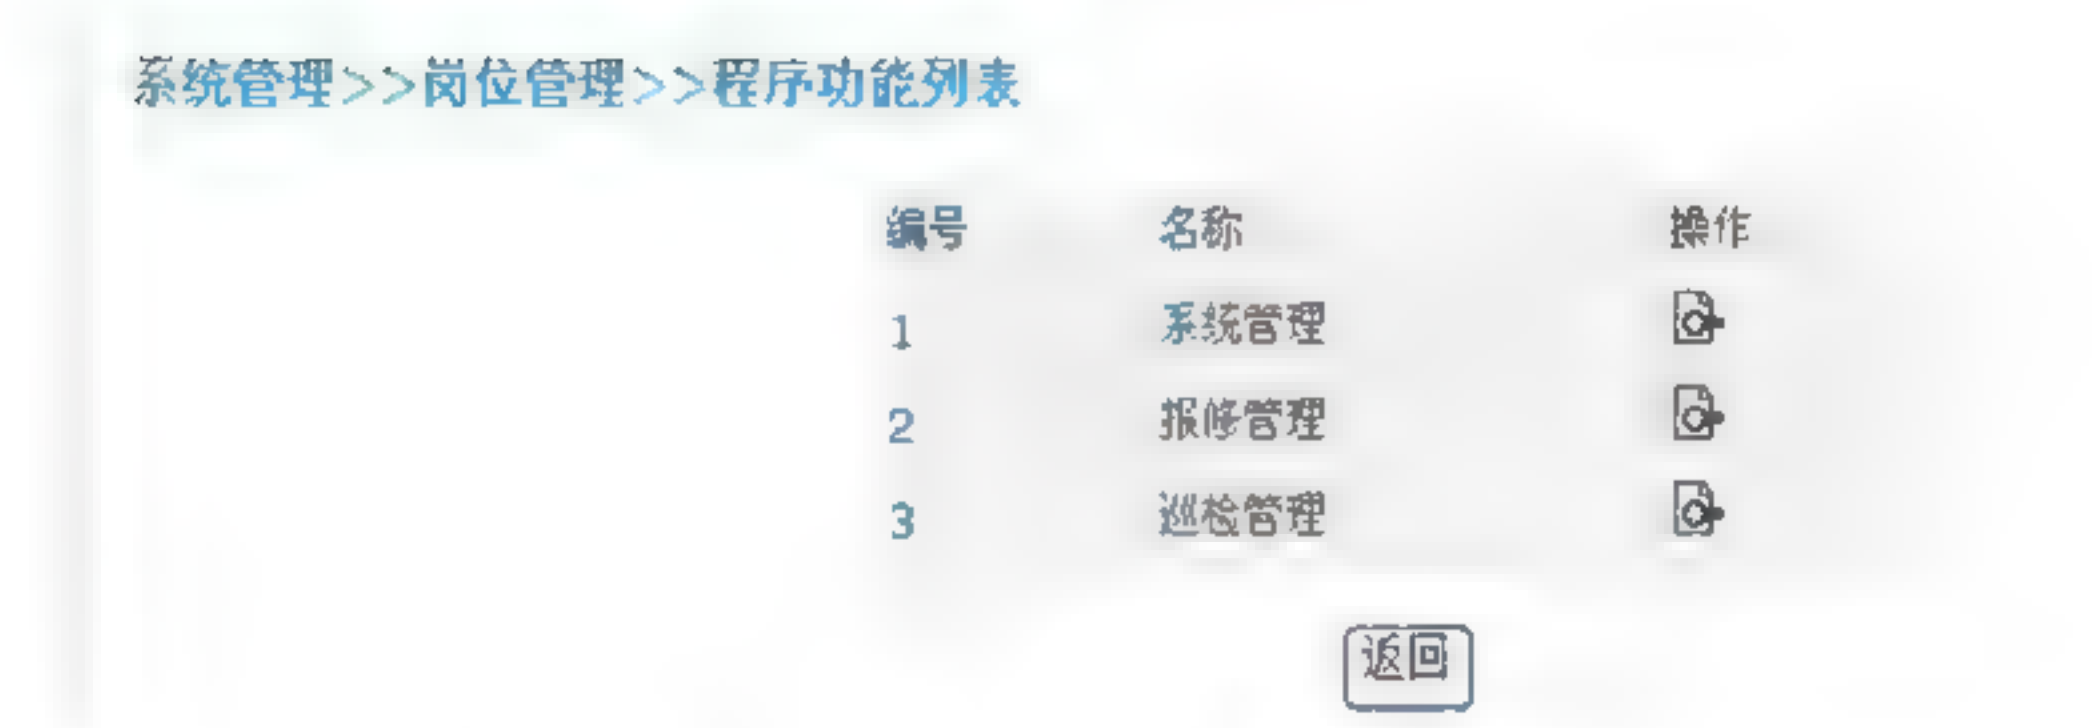 系统管理>>岗位管理>>程序功能列表
编号 名称 操作
1 系统管理
2 报修管理
3 巡检管理
返回